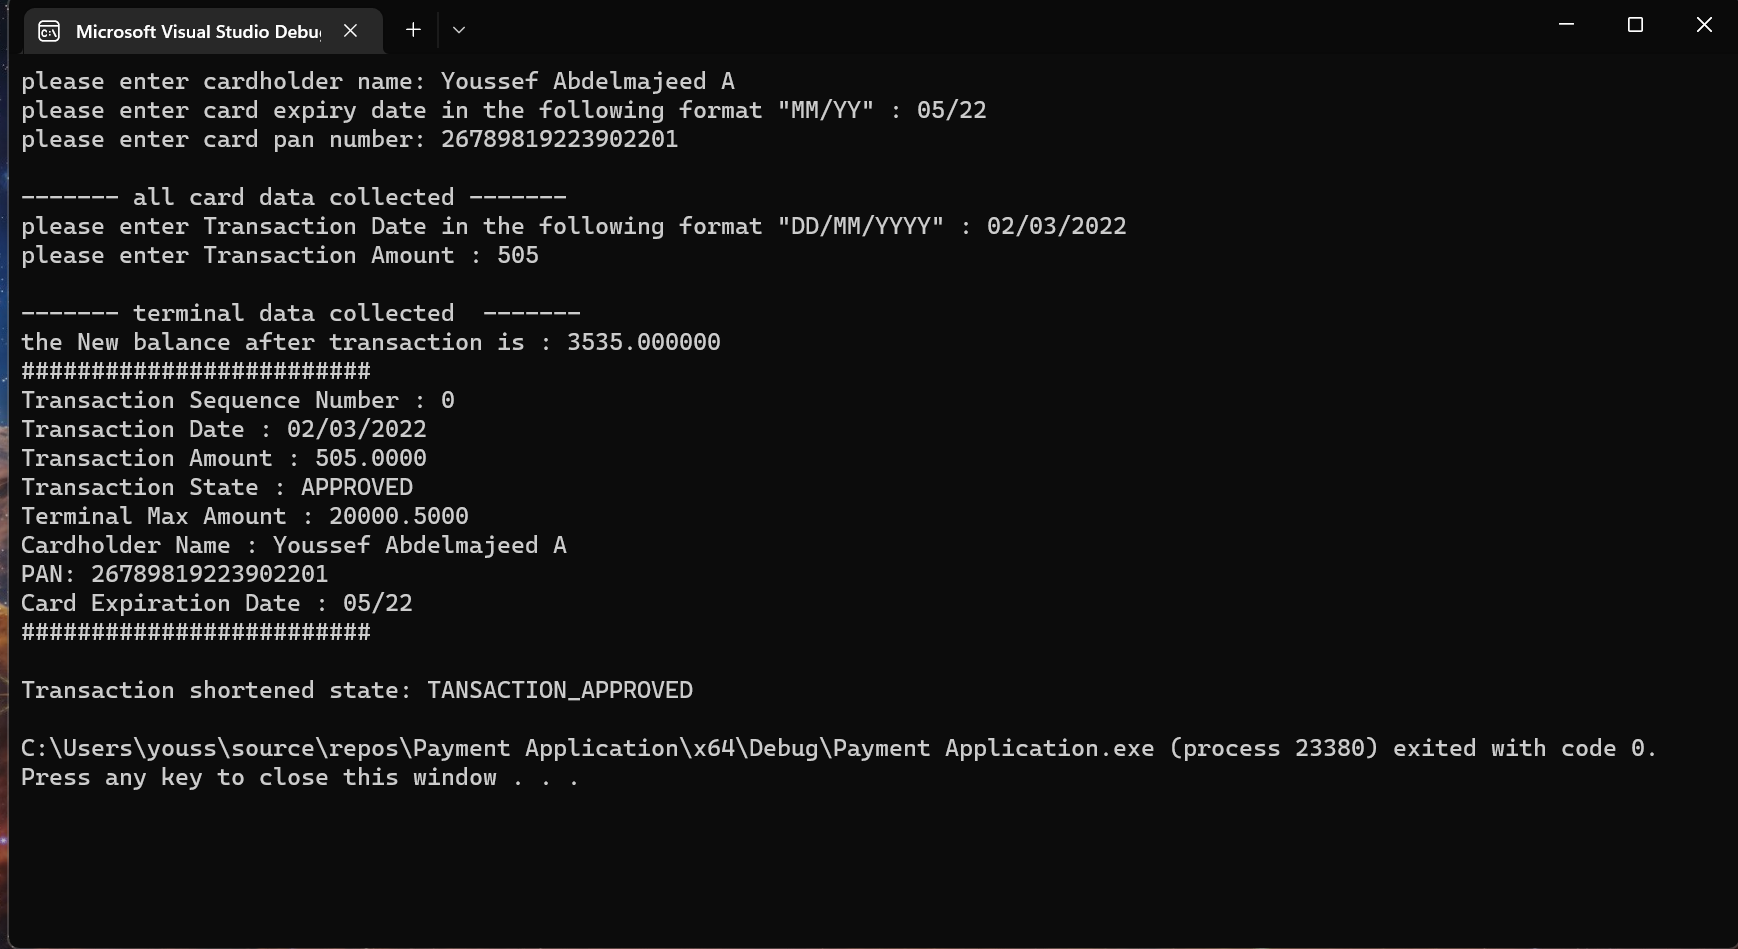 Microsoft Visual Studio Debu
please enter cardholder name: Youssef Abdelmajeed A
please enter card expiry date in the following format "MM/YY" : 05/22
please enter card pan number: 26789819223902201
------- all card data collected -------
please enter Transaction Date in the following format "DD/MM/YYYY" : 02/03/2022
please enter Transaction Amount : 505
------- terminal data collected  -------
the New balance after transaction is : 3535.000000
#########################
Transaction Sequence Number : 0
Transaction Date : 02/03/2022
Transaction Amount : 505.0000
Transaction State : APPROVED
Terminal Max Amount : 20000.5000
Cardholder Name : Youssef Abdelmajeed A
PAN: 26789819223902201
Card Expiration Date : 05/22
#########################
Transaction shortened state: TANSACTION_APPROVED
C:\Users\youss\source\repos\Payment Application\x64\Debug\Payment Application.exe (process 23380) exited with code 0.
Press any key to close this window . . .